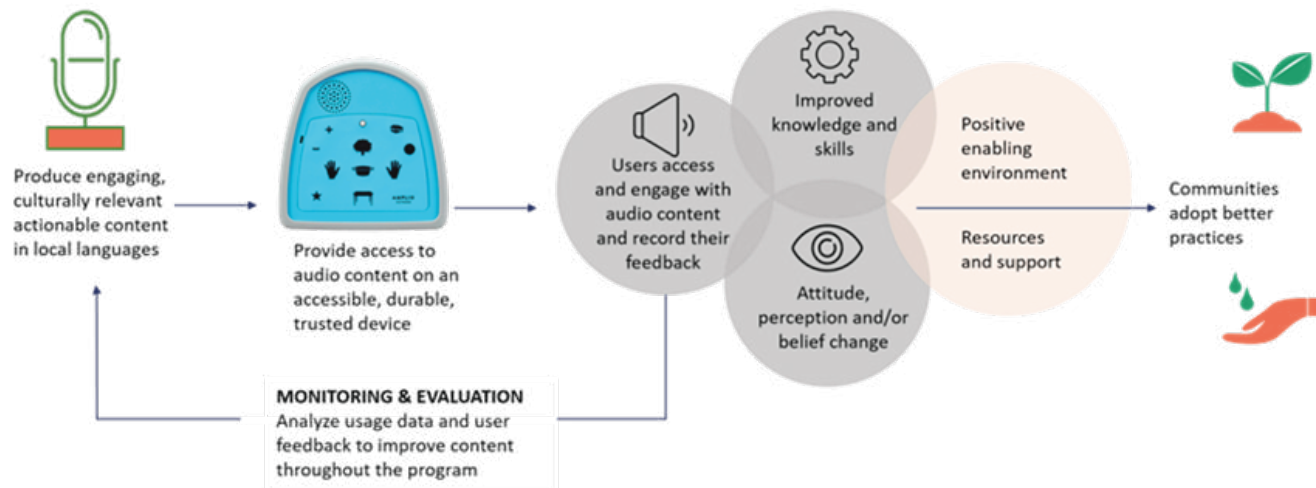 Produce engaging,
culturally relevant
actionable content
in local languages
Provide access to
audio content on an
accessible, durable,
trusted device
Users access
and engage with
audio content
and record their
feedback
Improved
knowledge and
skills
Attitude,
perception and/or
belief change
Positive
enabling
environment
Resources
and support
Communities
adopt better
practices
MONITORING & EVALUATION
Analyze usage data and user
feedback to improve content
throughout the program